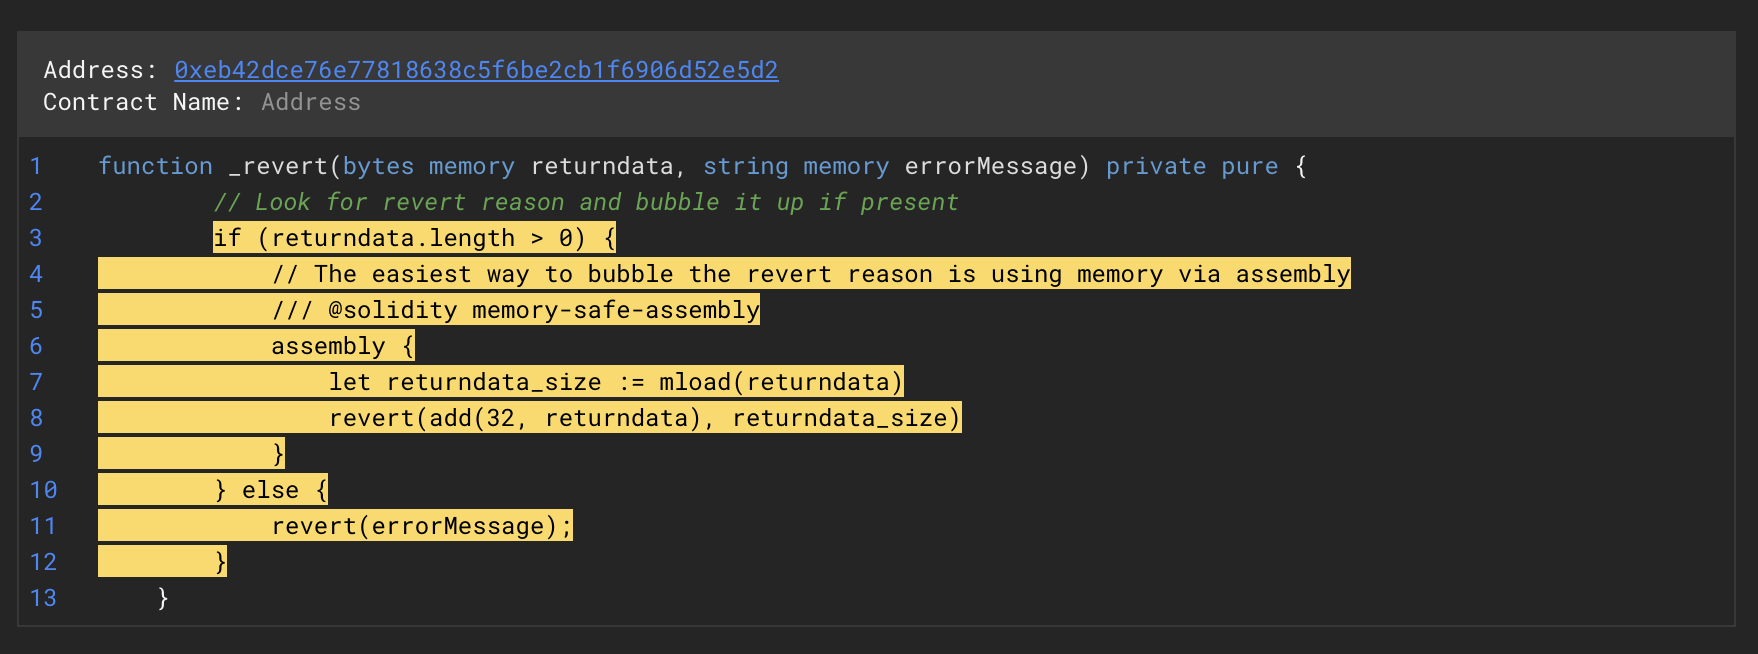 Address: 0xeb42dce76e77818638c5f6be2cb1f6906d52e5d2
Contract Name: Address
1 function _revert(bytes memory returndata, string memory errorMessage) private pure {
2 // Look for revert reason and bubble it up if present
3 if (returndata.length > 0) {
4 // The easiest way to bubble the revert reason is using memory via assembly
5 /// @solidity memory-safe-assembly
6 assembly {
7 let returndata_size := mload(returndata)
8 revert(add(32, returndata), returndata_size)
9 }
10 } else {
11 revert(errorMessage);
12 }
13 }